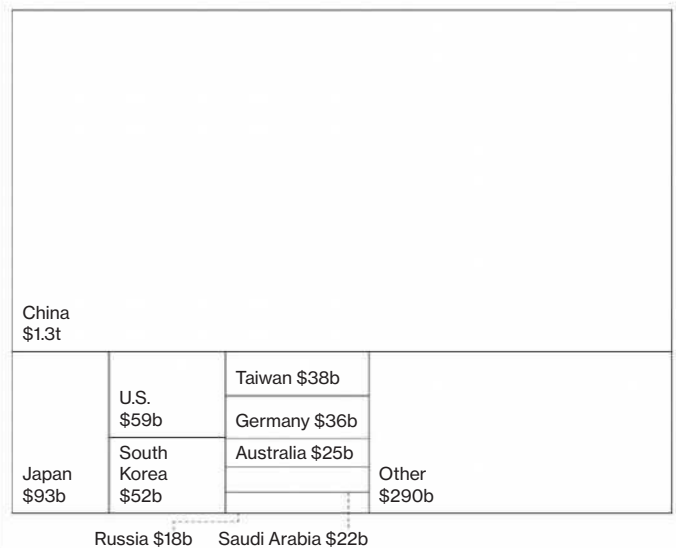 China
$1.3t
Japan
$93b
U.S.
$59b
South
Korea
$52b
Taiwan $38b
Germany $36b
Australia $25b
Other
$290b
Russia $18b
Saudi Arabia $22b